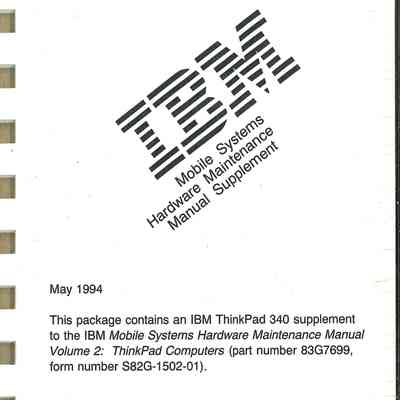 IBM
Mobile Systems
Hardware Maintenance
Manual Supplement
May 1994
This package contains an IBM ThinkPad 340 supplement
to the IBM Mobile Systems Hardware Maintenance Manual
Volume 2: ThinkPad Computers (part number 83G7699,
form number S82G-1502-01).